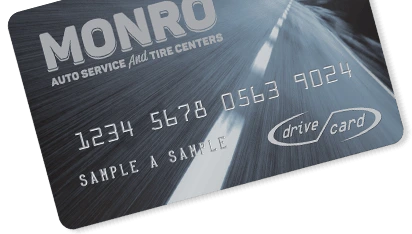 MONRO
AUTO SERVICE And TIRE CENTERS
1234 5678 0563 9024
SAMPLE A SAMPLE
drive card